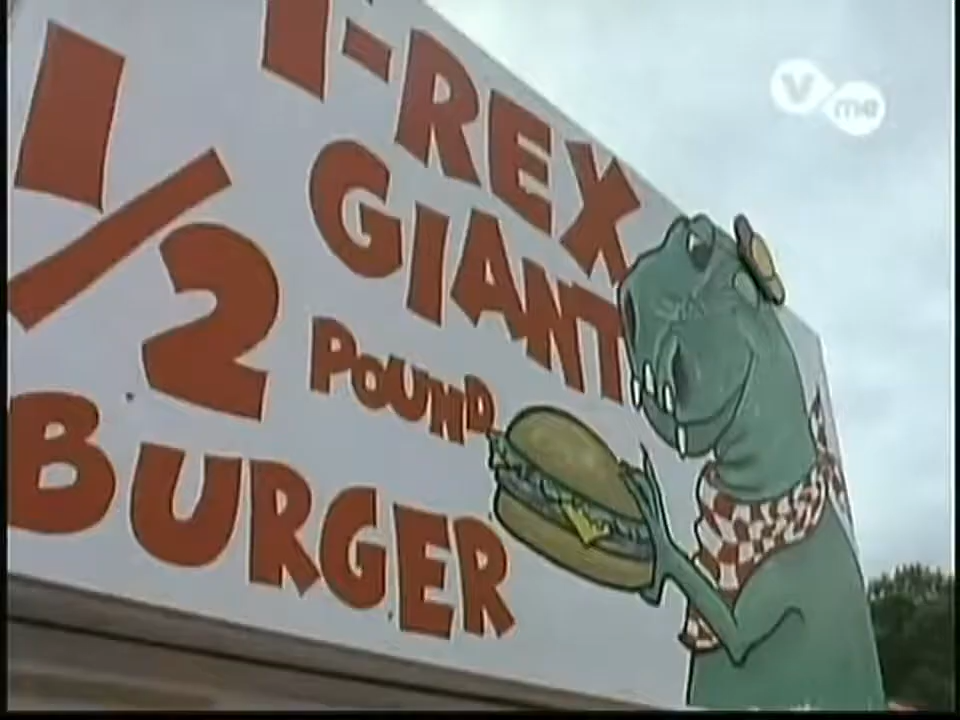 T-REX
GIANT
1/2 POUND
BURGER
V me